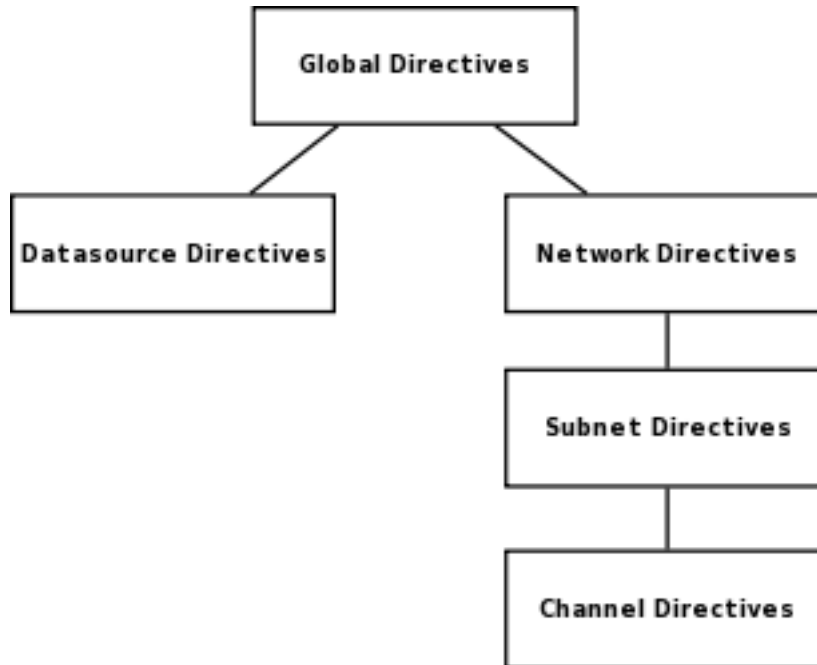 Global Directives
Datasource Directives
Network Directives
Subnet Directives
Channel Directives